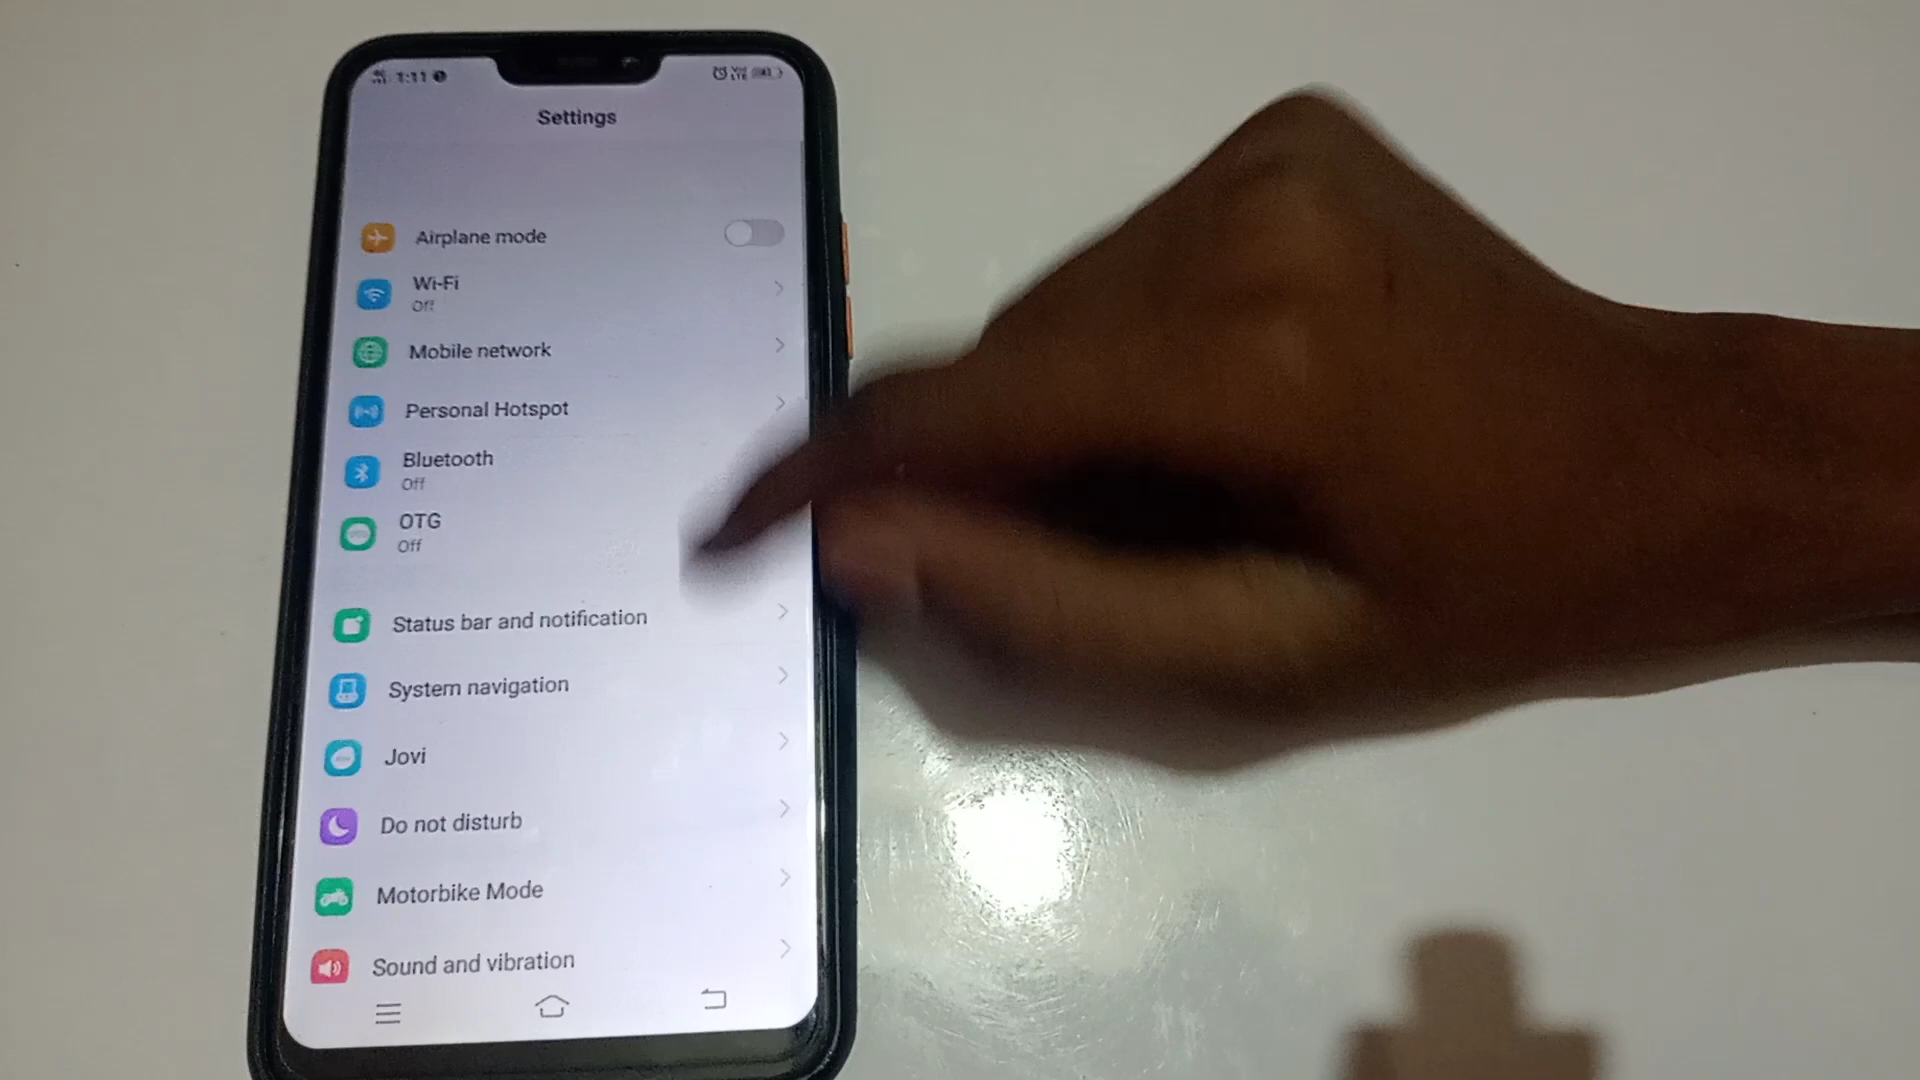 1:11
Settings
Airplane mode
Wi-Fi
Off
Mobile network
Personal Hotspot
Bluetooth
Off
OTG
Off
Status bar and notification
System navigation
Jovi
Do not disturb
Motorbike Mode
Sound and vibration